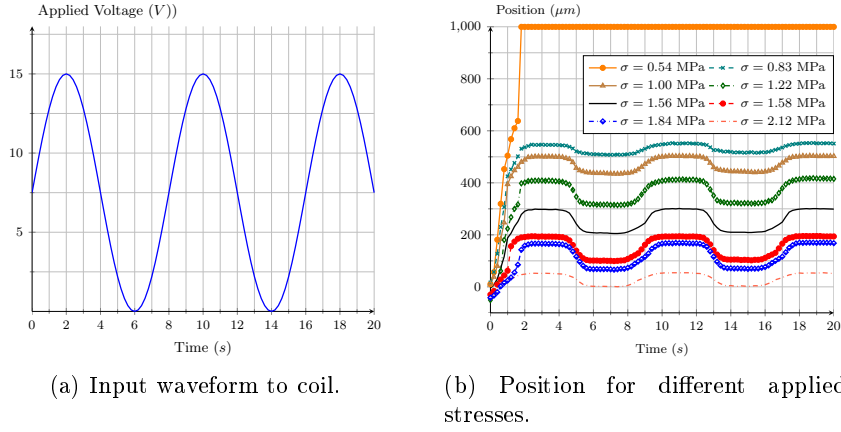 Applied Voltage (V))
15
10
5
0 2 4 6 8 10 12 14 16 18 20
Time (s)
(a) Input waveform to coil.
Position (μm)
1,000
800
600
400
200
0
σ = 0.54 MPa σ = 0.83 MPa
σ = 1.00 MPa σ = 1.22 MPa
σ = 1.56 MPa σ = 1.58 MPa
σ = 1.84 MPa σ = 2.12 MPa
0 2 4 6 8 10 12 14 16 18 20
Time (s)
(b) Position for different applied
stresses.